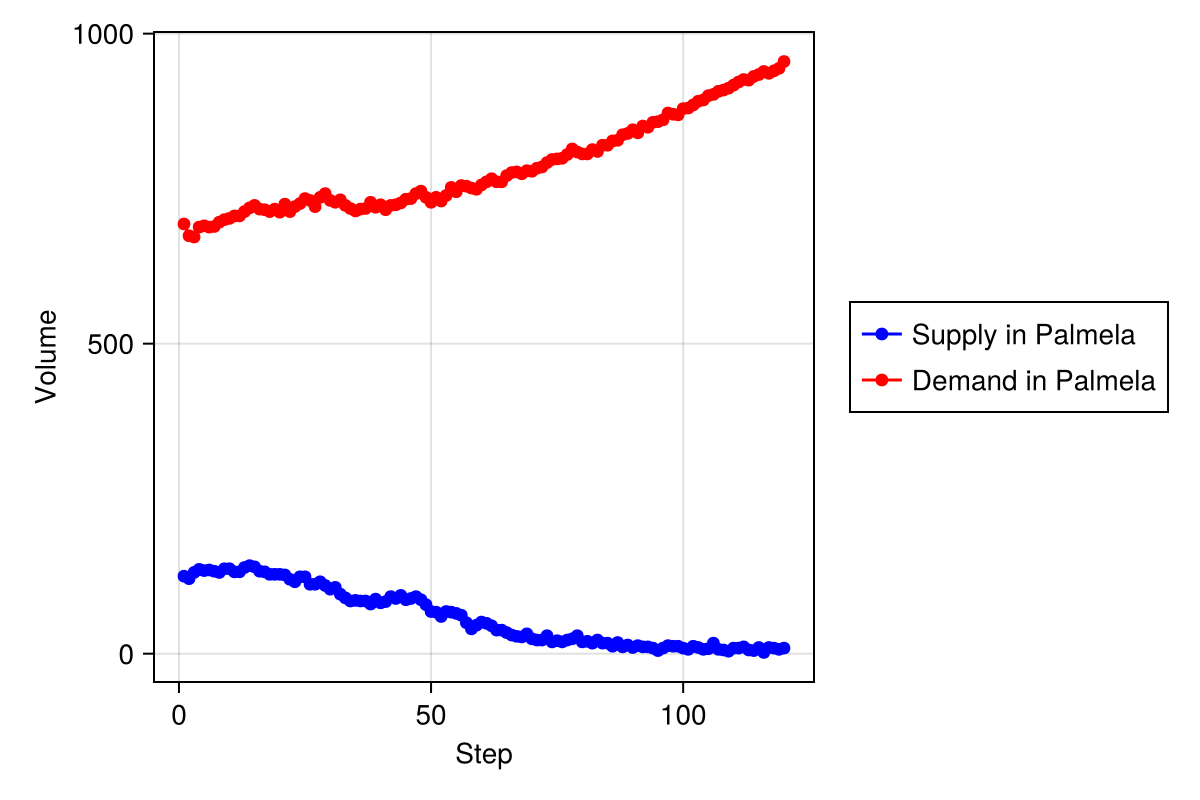 1000
500
0
Volume
0 50 100
Step
Supply in Palmela
Demand in Palmela